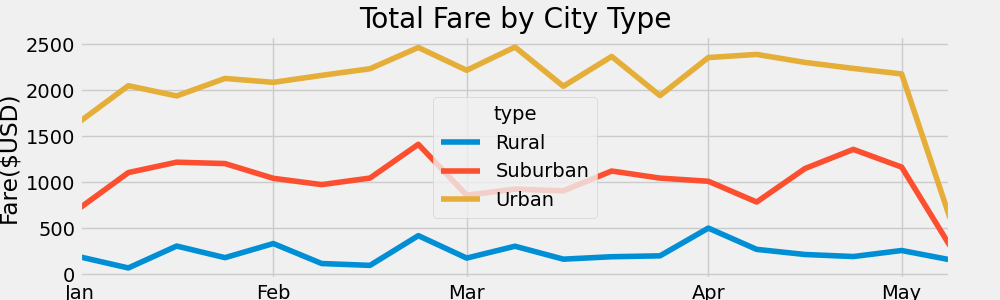 Total Fare by City Type
Fare($USD)
2500
2000
1500
1000
500
0
type
Rural
Suburban
Urban
Jan Feb Mar Apr May